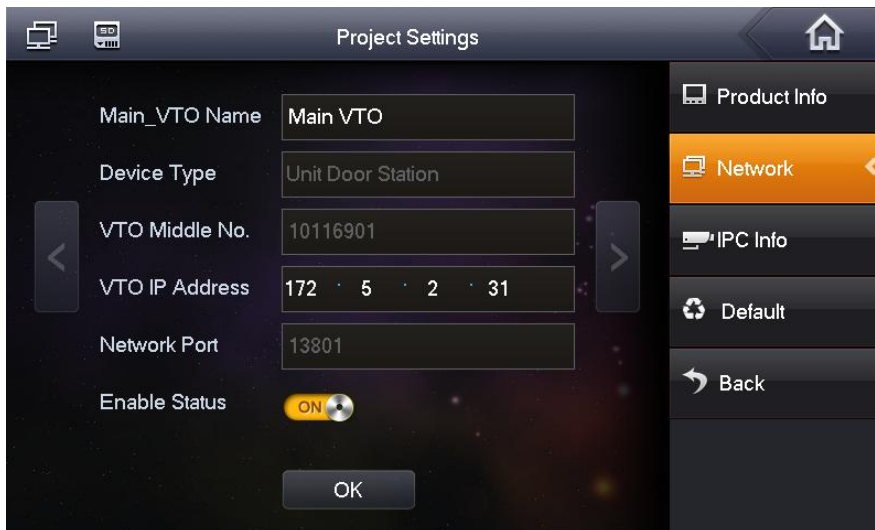 SD
Project Settings
Main_VTO Name
Main VTO
Device Type
Unit Door Station
VTO Middle No.
10116901
VTO IP Address
172 . 5 . 2 . 31
Network Port
13801
Enable Status
ON
OK
Product Info
Network
IPC Info
Default
Back